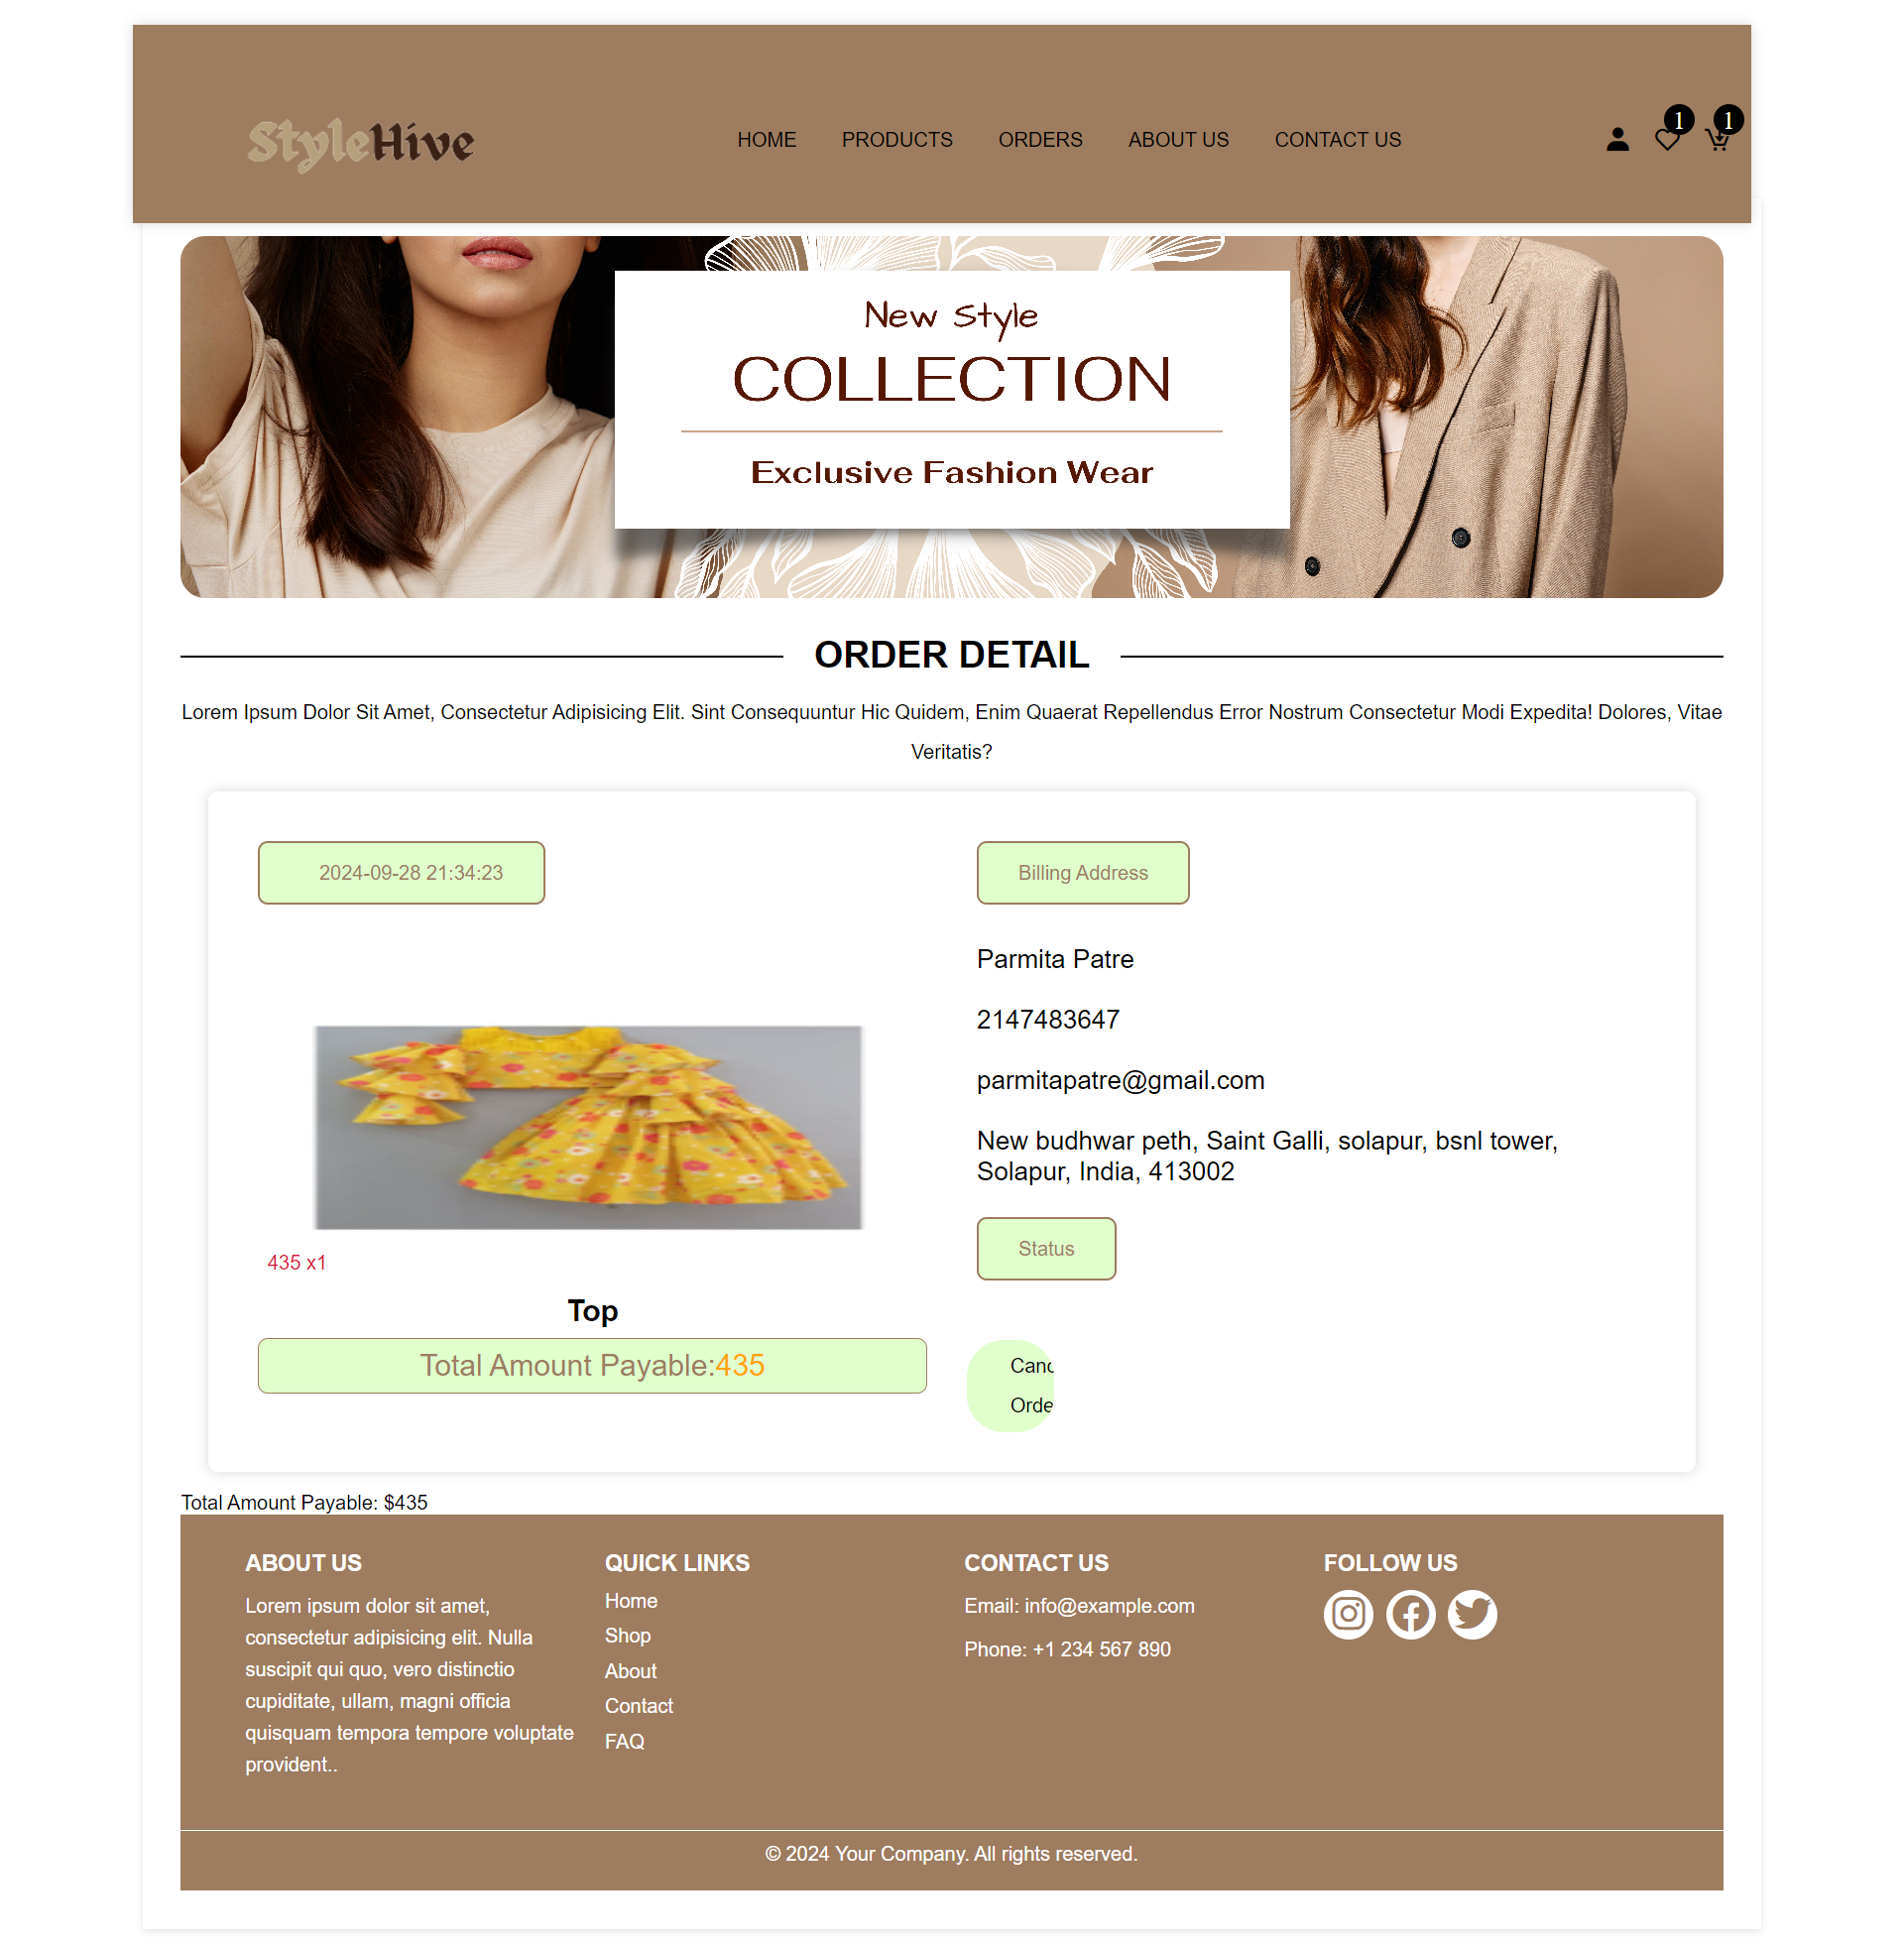 StyleHive
HOME PRODUCTS ORDERS ABOUT US CONTACT US
1 1
New Style
COLLECTION
Exclusive Fashion Wear
ORDER DETAIL
Lorem Ipsum Dolor Sit Amet, Consectetur Adipisicing Elit. Sint Consequuntur Hic Quidem, Enim Quaerat Repellendus Error Nostrum Consectetur Modi Expedita! Dolores, Vitae
Veritatis?
2024-09-28 21:34:23
435 x1
Top
Total Amount Payable:435
Billing Address
Parmita Patre
2147483647
parmitapatre@gmail.com
New budhwar peth, Saint Galli, solapur, bsnl tower,
Solapur, India, 413002
Status
Canc
Orde
Total Amount Payable: $435
ABOUT US
Lorem ipsum dolor sit amet,
consectetur adipisicing elit. Nulla
suscipit qui quo, vero distinctio
cupiditate, ullam, magni officia
quisquam tempora tempore voluptate
provident..
QUICK LINKS
Home
Shop
About
Contact
FAQ
CONTACT US
Email: info@example.com
Phone: +1 234 567 890
FOLLOW US
© 2024 Your Company. All rights reserved.